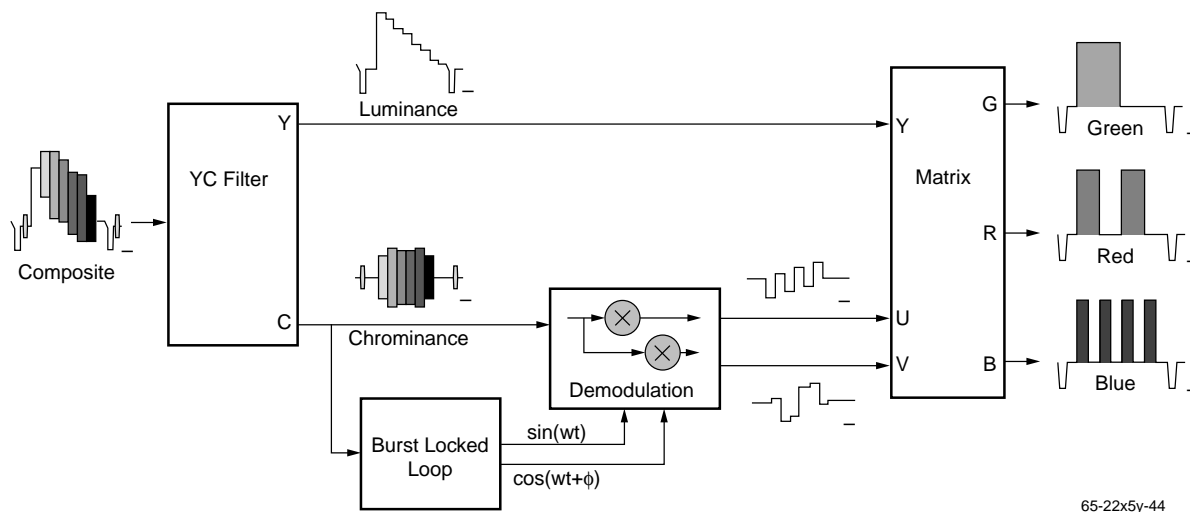 Luminance
Y
YC Filter
C
Composite
Chrominance
Demodulation
Burst Locked
Loop
sin(wt)
cos(wt+ϕ)
Y
U
V
Matrix
G
R
B
Green
Red
Blue
65-22x5y-44